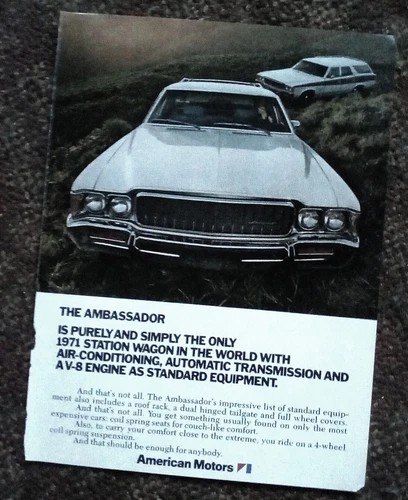 THE AMBASSADOR
IS PURELY AND SIMPLY THE ONLY
1971 STATION WAGON IN THE WORLD WITH
AIR-CONDITIONING, AUTOMATIC TRANSMISSION AND
A V-8 ENGINE AS STANDARD EQUIPMENT.
And that's not all. The Ambassador's impressive list of standard equip-
ment also includes a roof rack, a dual hinged tailgate and full wheel covers.
And that's not all. You get something usually found on only the most
expensive cars: coil spring seats for couch-like comfort.
Also, to carry your comfort close to the extreme, you ride on a 4-wheel
coil spring suspension.
And that should be enough for anybody.
American Motors